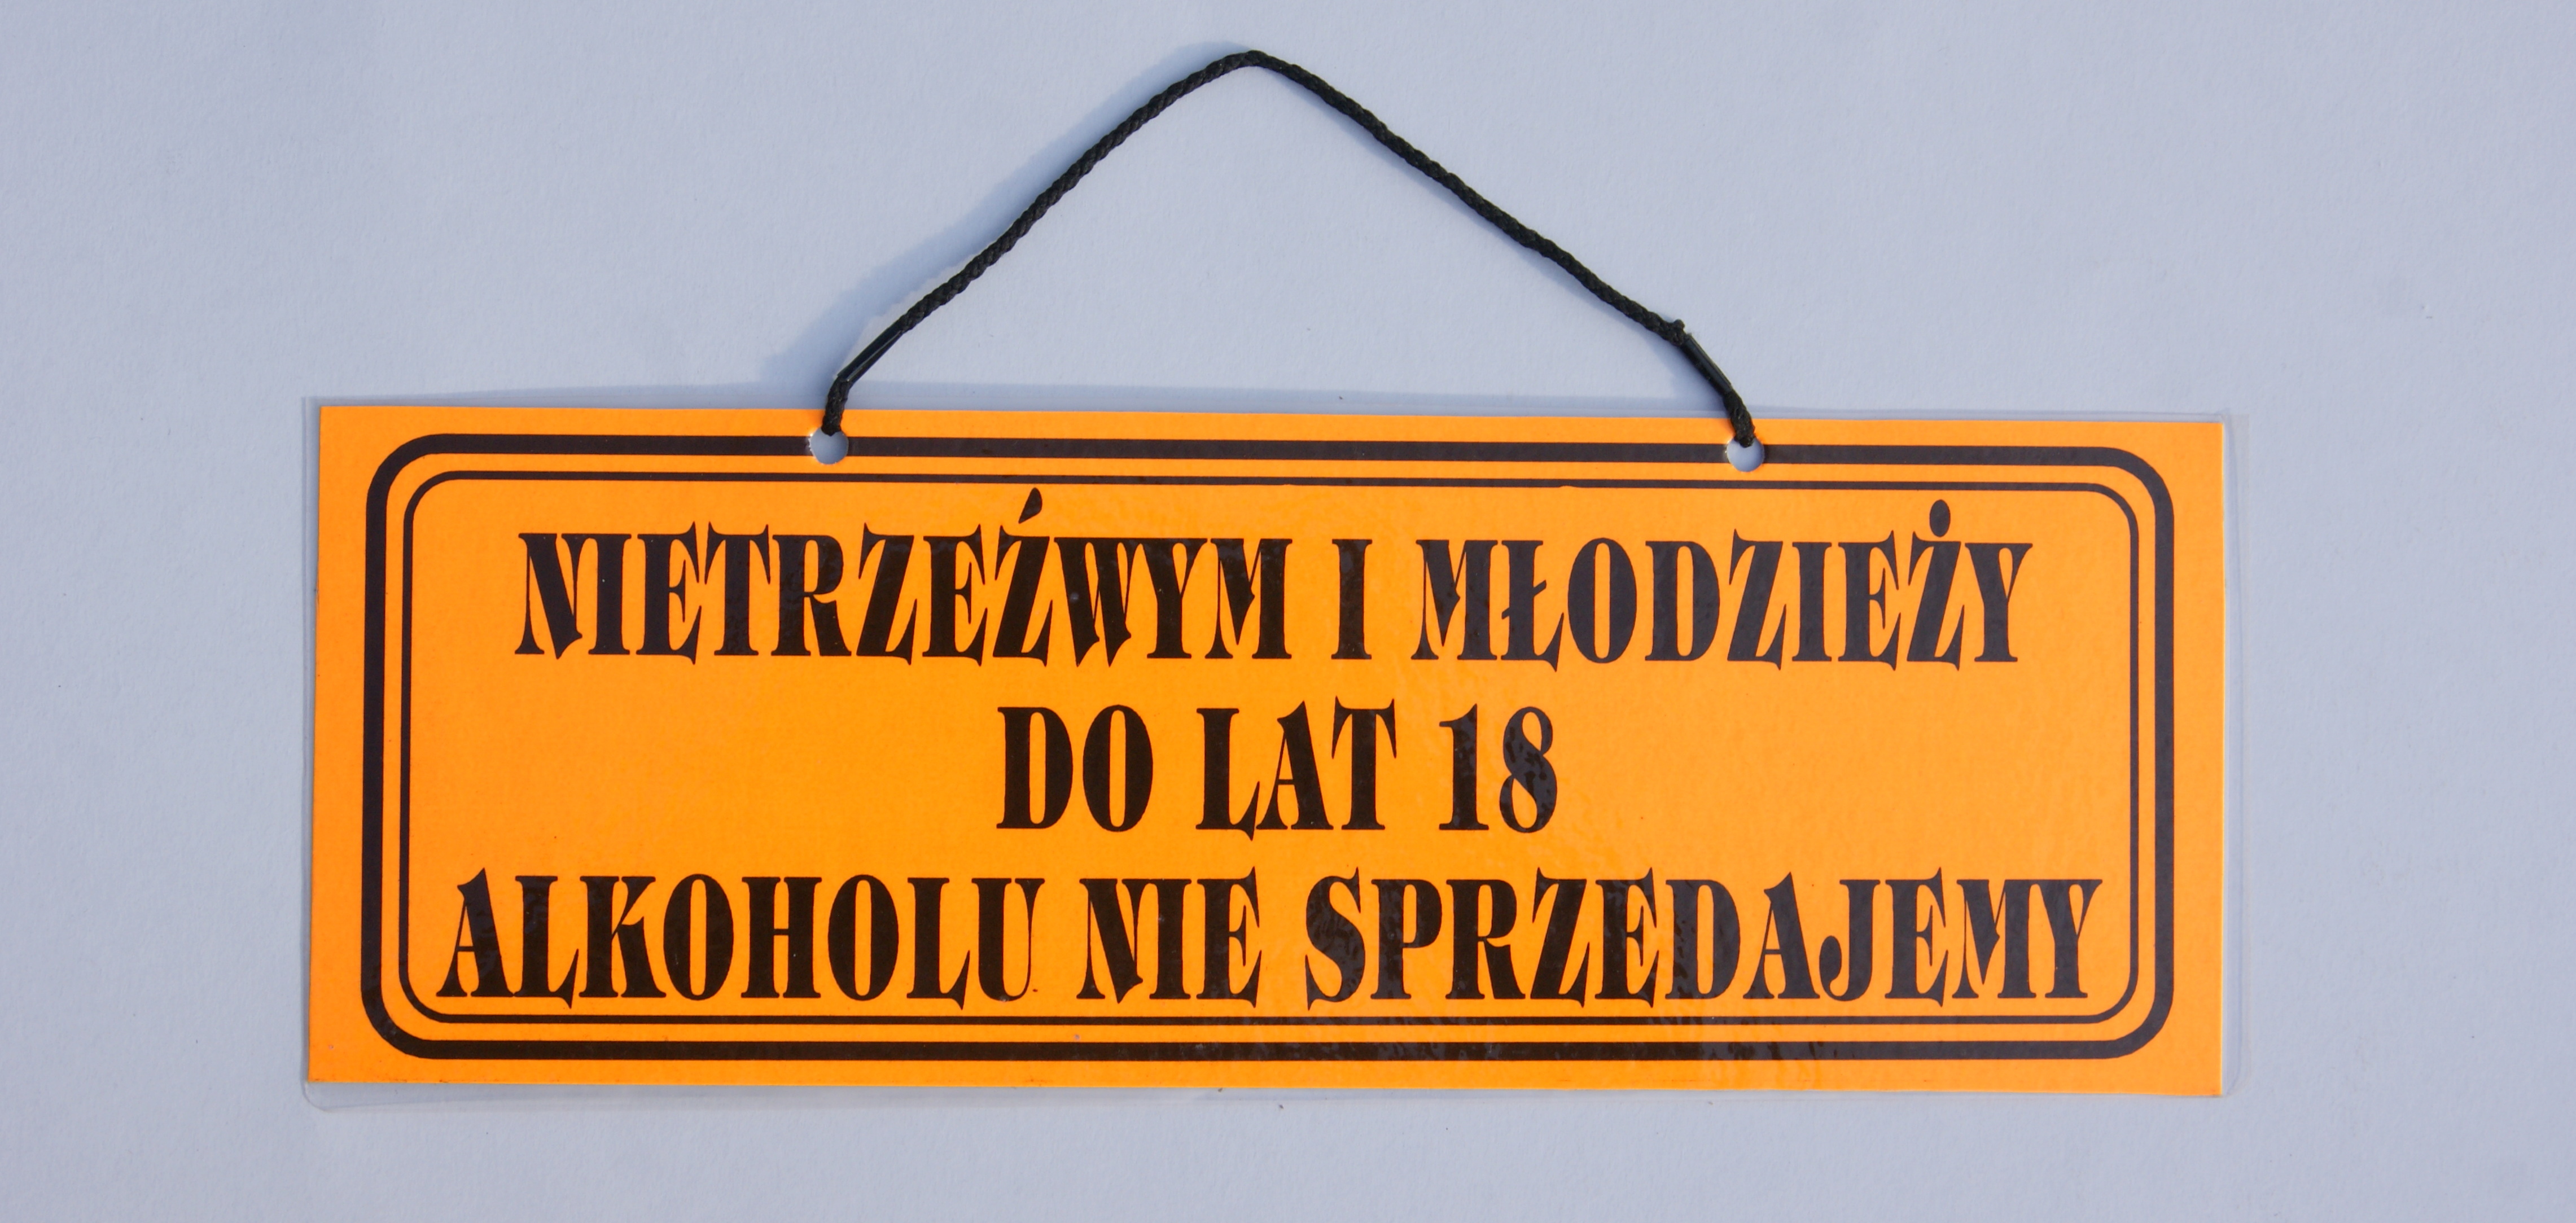 NIETRZEŹWYM I MŁODZIEŻY
DO LAT 18
ALKOHOLU NIE SPRZEDAJEMY